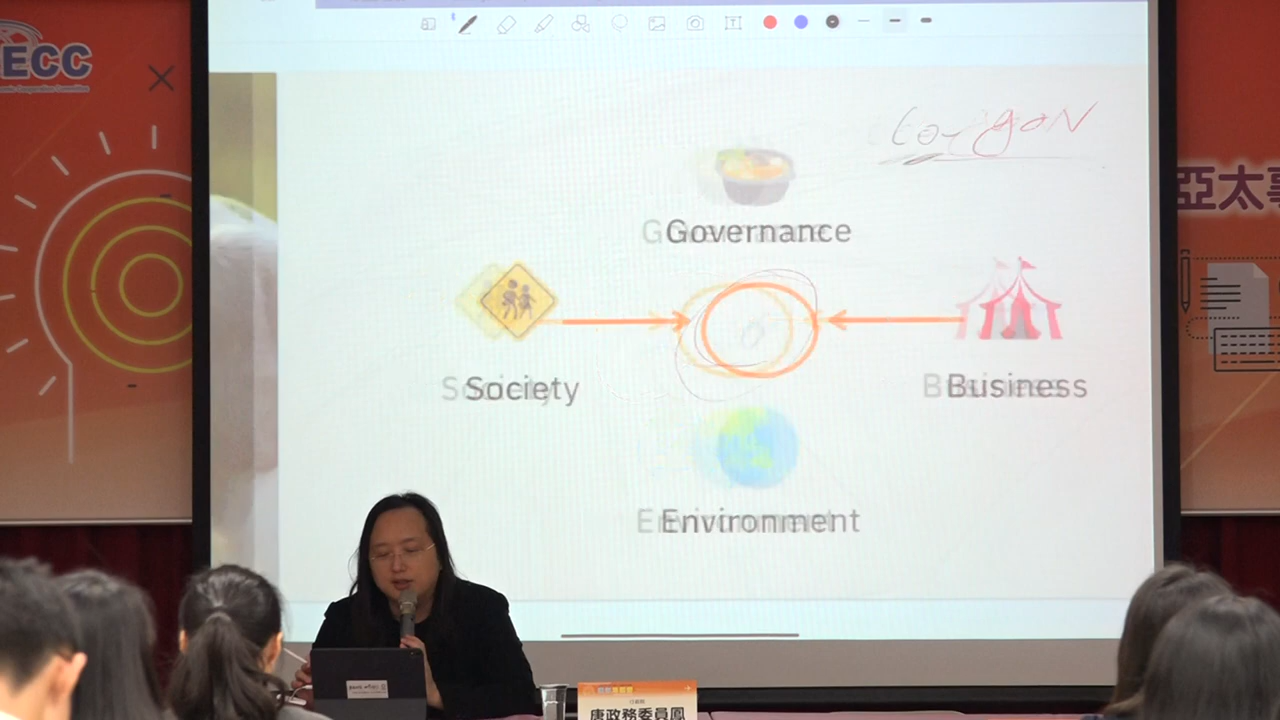 ECC
亞太事
Governance
Society
Business
Environment
唐政務委員鳳